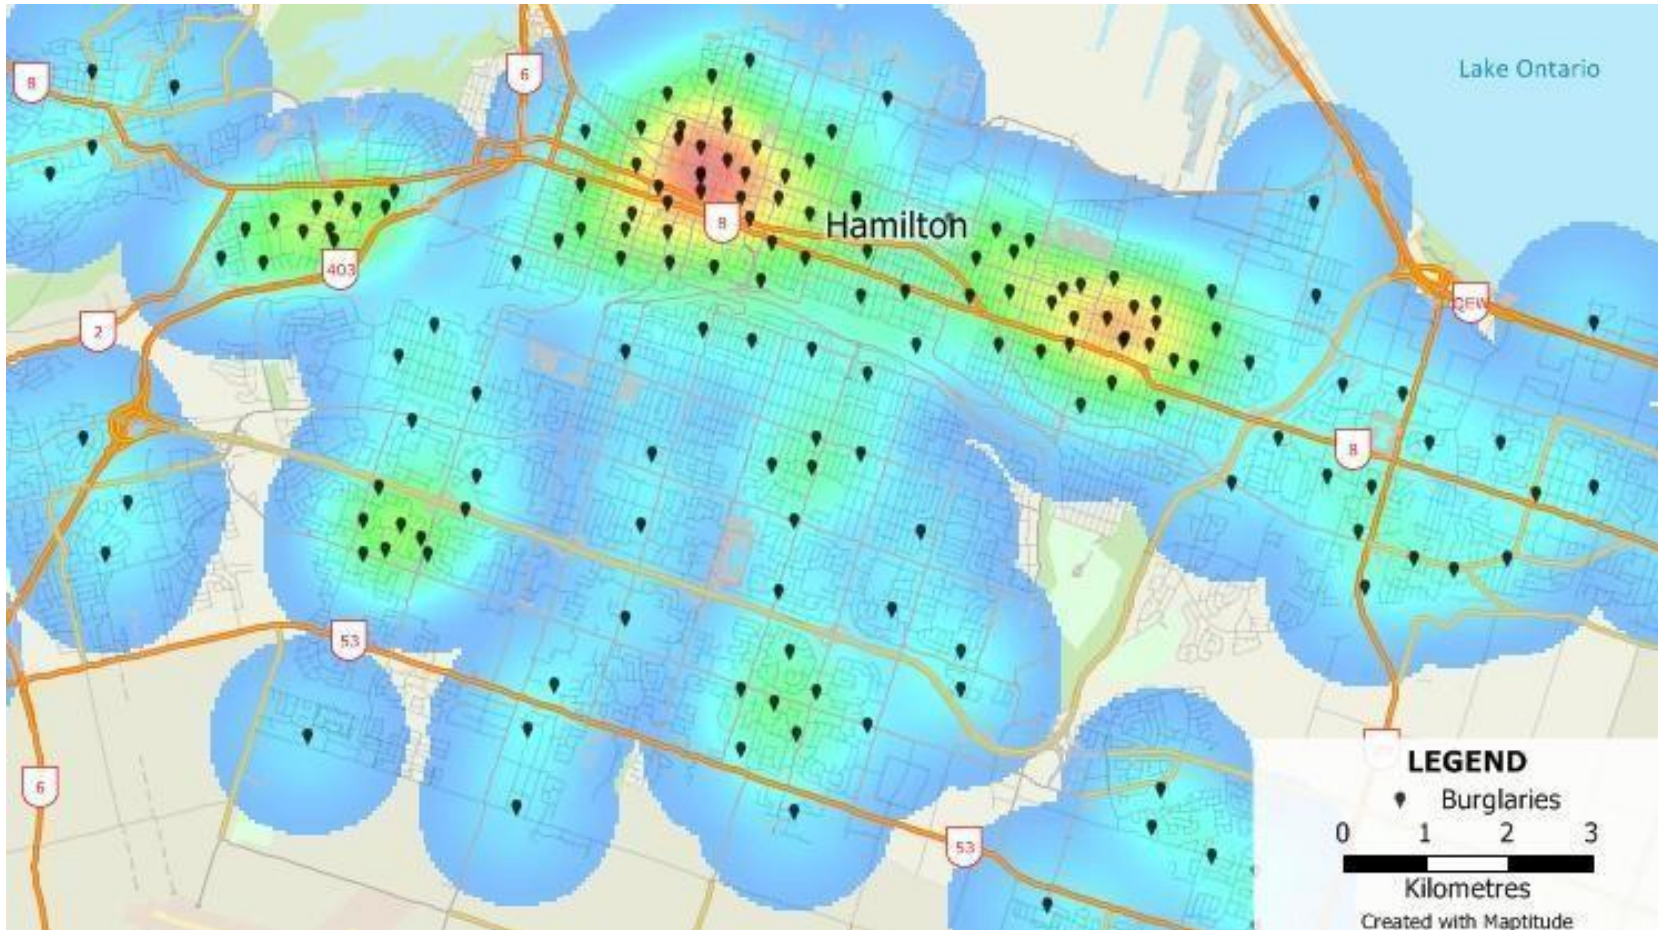 8
6
Lake Ontario
8
Hamilton
403
QEW
2
8
53
6
53
LEGEND
Burglaries
0 1 2 3
Kilometres
Created with Maptitude